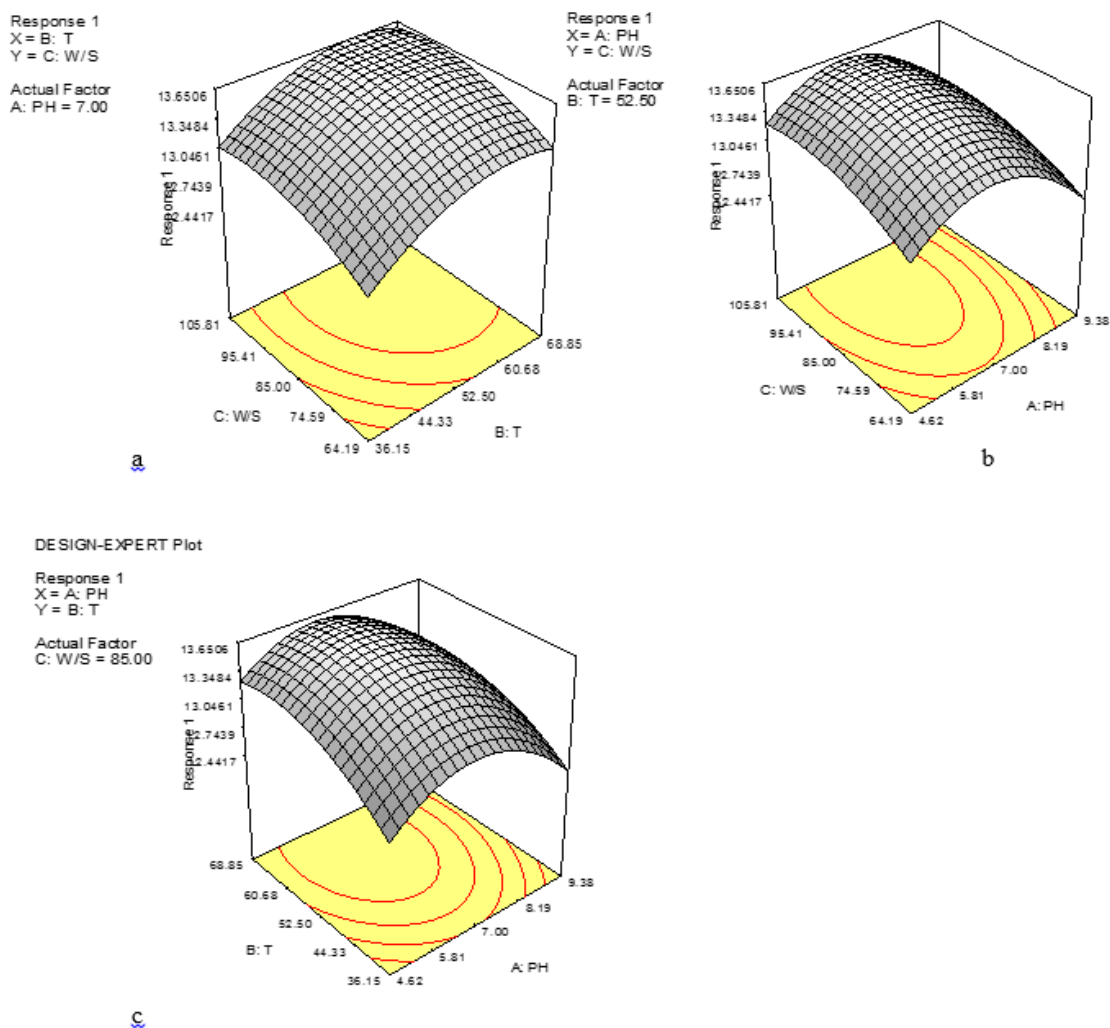 Response 1
X = B: T
Y = C: W/S
Actual Factor
A: PH = 7.00
13.6506
13.3484
13.0461
2.7439
2.4417
Response 1
105.81
95.41
85.00
74.59
64.19
C: W/S
36.15
44.33
52.50
60.68
68.85
B: T
a
Response 1
X = A: PH
Y = C: W/S
Actual Factor
B: T = 52.50
13.6506
13.3484
13.0461
12.7439
12.4417
Response 1
105.81
95.41
85.00
74.59
64.19
C: W/S
4.62
5.81
7.00
8.19
9.38
A: PH
b
DESIGN-EXPERT Plot
Response 1
X = A: PH
Y = B: T
Actual Factor
C: W/S = 85.00
13.6506
13.3484
13.0461
2.7439
2.4417
Response 1
68.85
60.68
52.50
44.33
36.15
B: T
4.62
5.81
7.00
8.19
9.38
A: PH
c